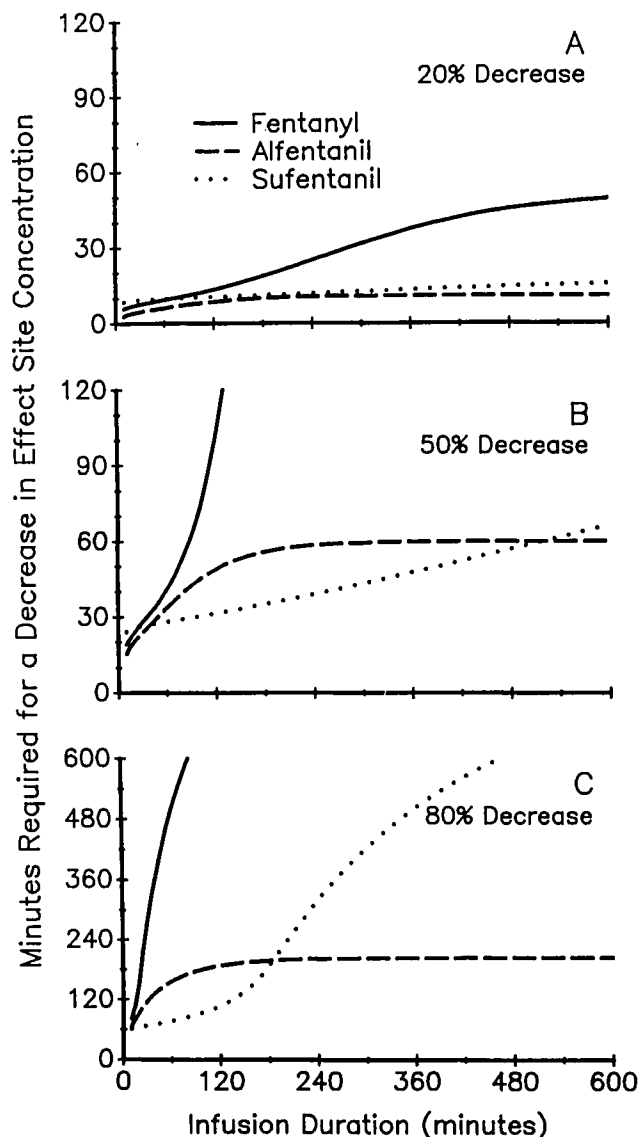 Minutes Required for a Decrease in Effect Site Concentration
A
20% Decrease
120
90
60
30
0
Fentanyl
Alfentanil
Sufentanil
B
50% Decrease
120
90
60
30
0
C
80% Decrease
600
480
360
240
120
0
0 120 240 360 480 600
Infusion Duration (minutes)